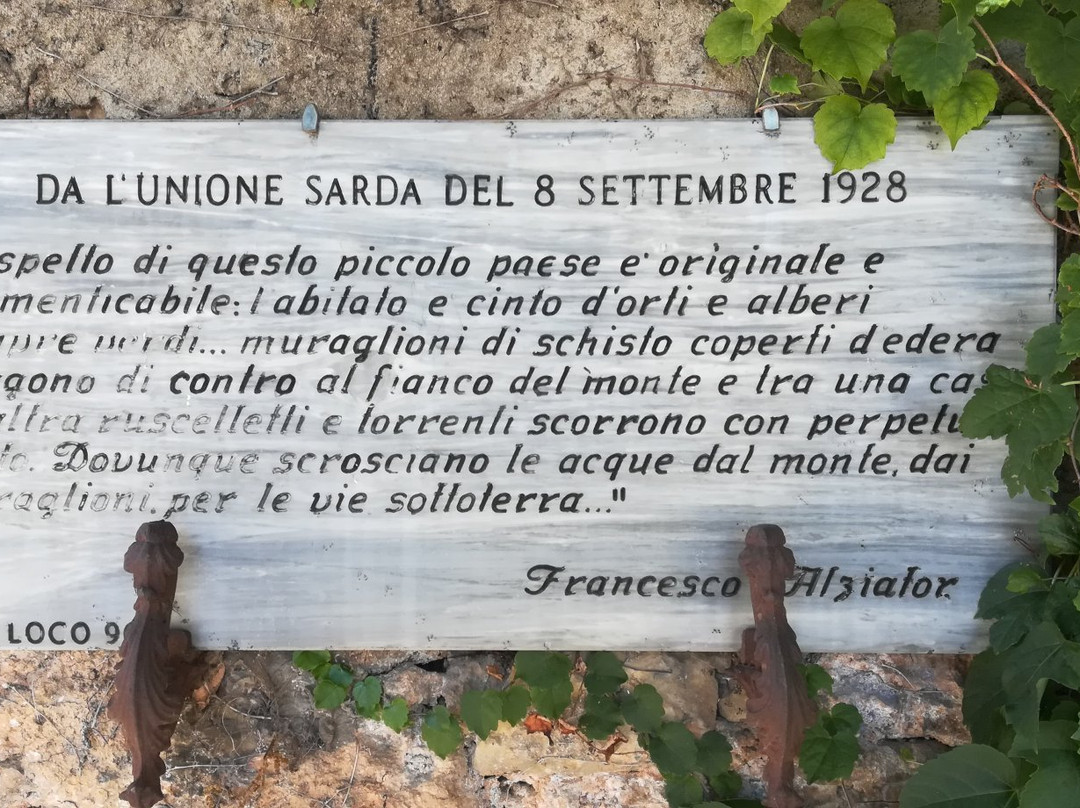 DA L'UNIONE SARDA DEL 8 SETTEMBRE 1928
spetto di questo piccolo paese e' originale e
menticabile: l abitato e cinto d'orti e alberi
pre verdi... muraglioni di schisto coperti d edera
gono di contro al fianco del monte e tra una cas
altra ruscelletti e torrenti scorrono con perpetu
to. Dovunque scrosciano le acque dal monte, dai
raglioni, per le vie sottoterra..."
Francesco Alziator
LOCO 9